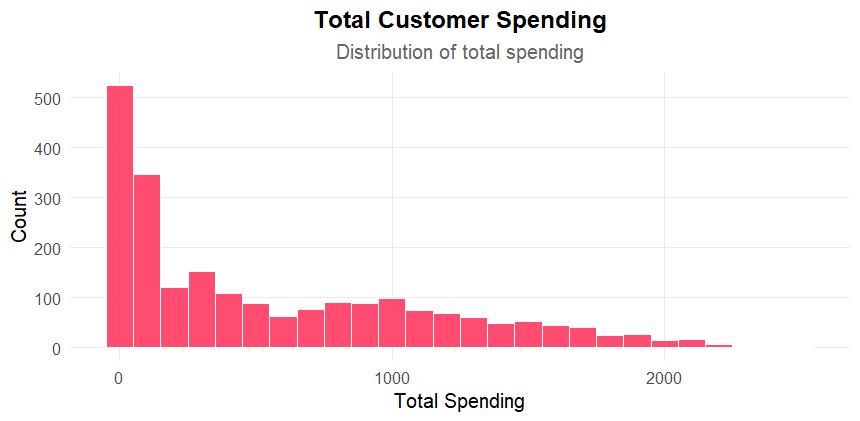 Total Customer Spending
Distribution of total spending
Count
500
400
300
200
100
0
0 1000 2000
Total Spending